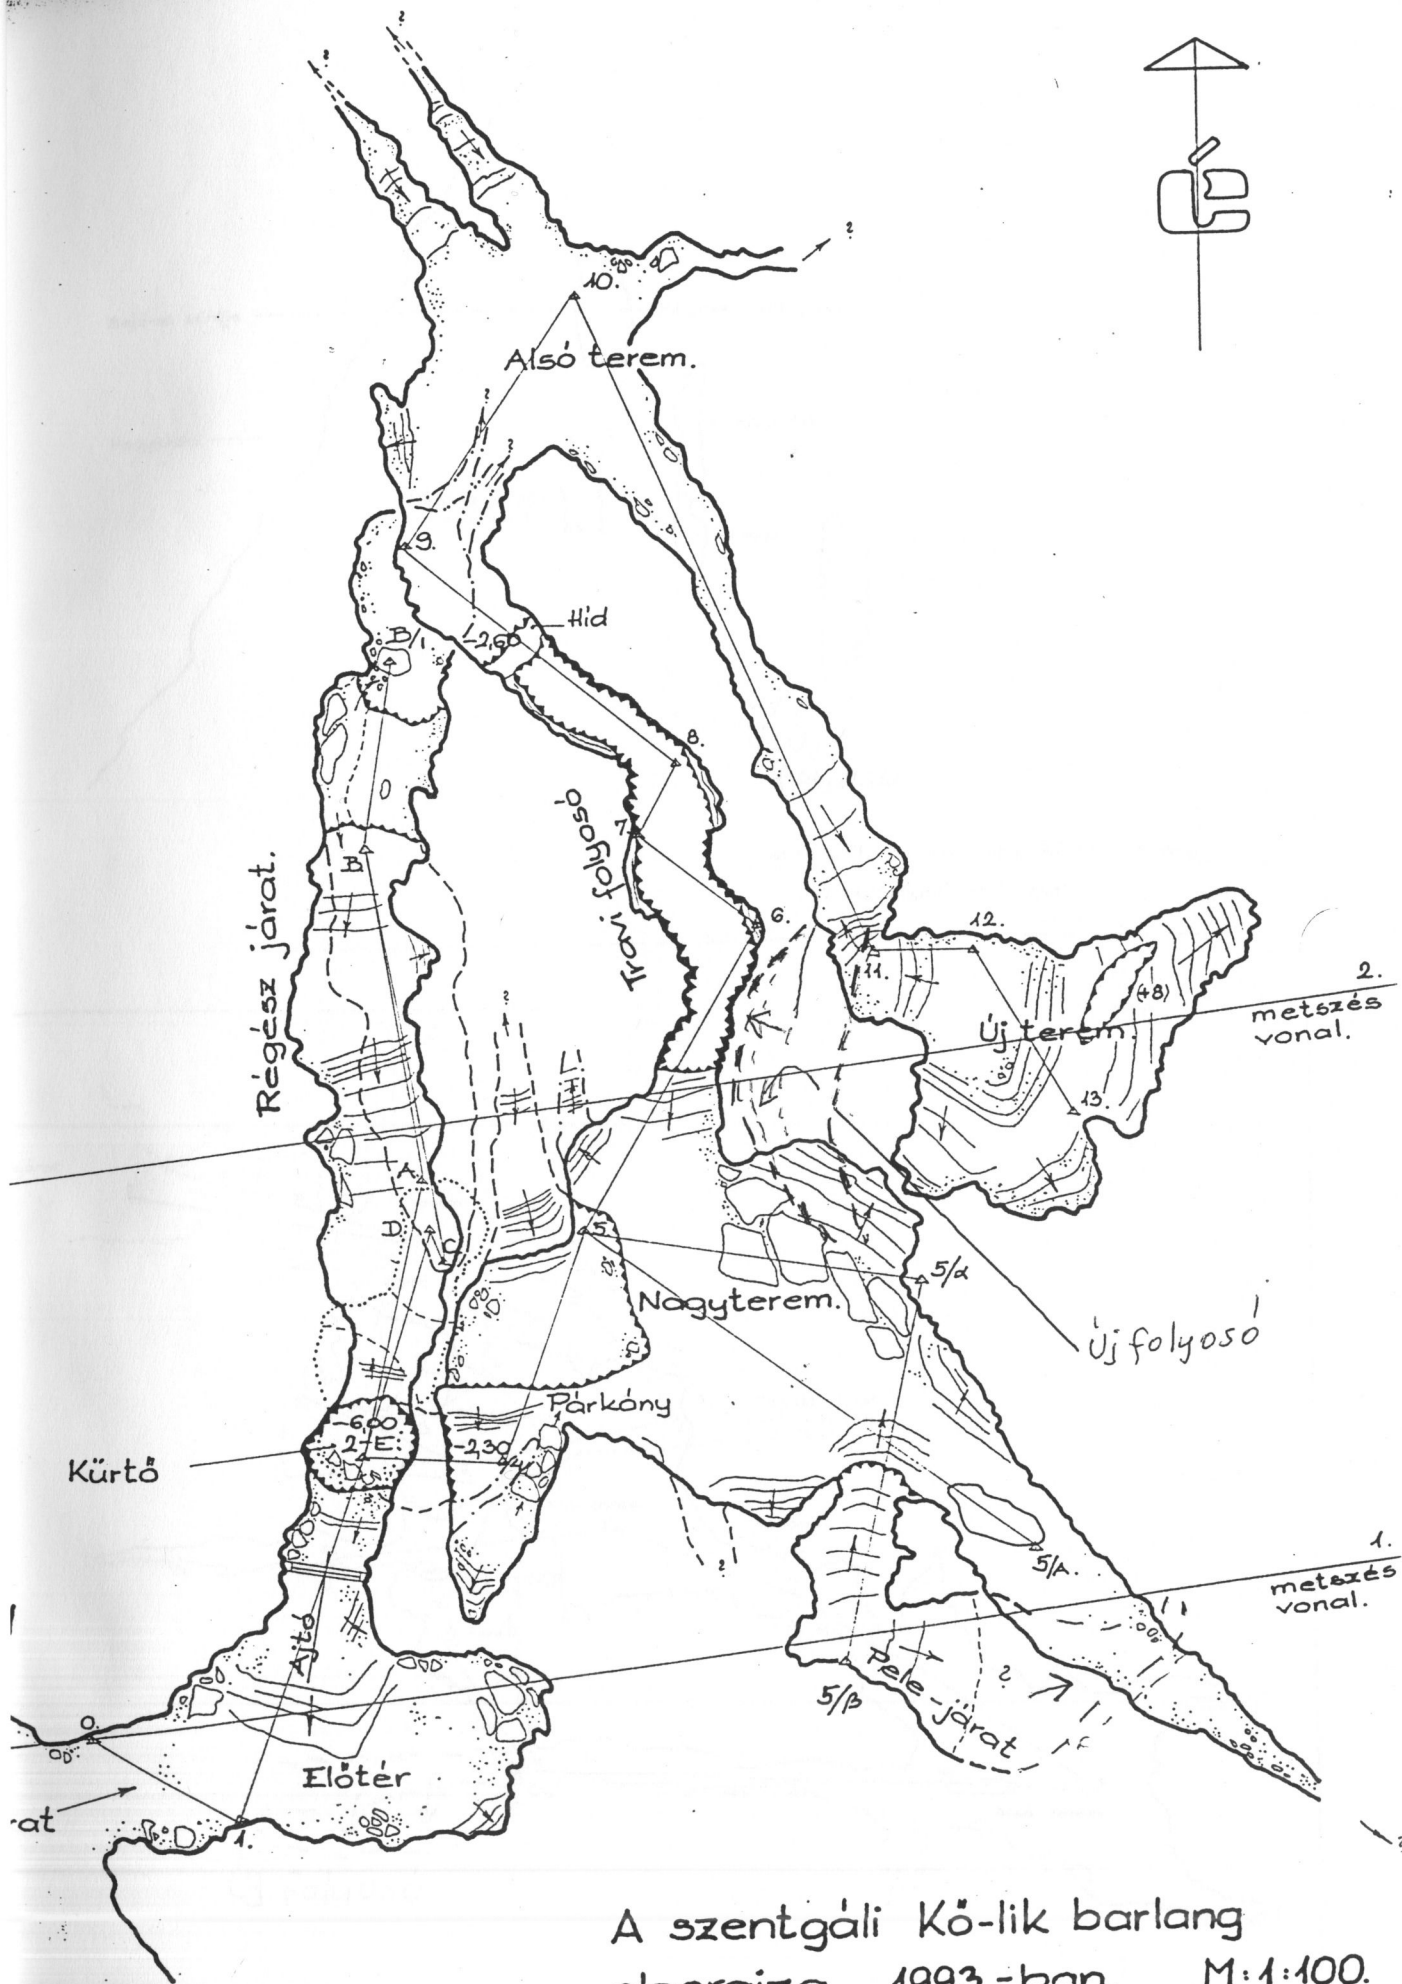 ?
?
É
?
10.
Alsó terem.
?
?
9.
Híd
-2,60
B/1
8.
Travi folyosó
7.
B.
Régész járat.
6.
12.
11.
(+8)
2.
metszés
vonal.
Új terem.
?
13.
A
D
C
5.
5/α
Nagyterem.
Új folyosó
Párkány
-6,00
2-E.
-2,30
4.
Kürtő
?
5/A.
1.
metszés
vonal.
Ajtó
Pele-járat
?
5/β
0.
Előtér
rat
1.
?
A szentgáli Kő-lik barlang
alaprajza 1993-ban M:1:100.